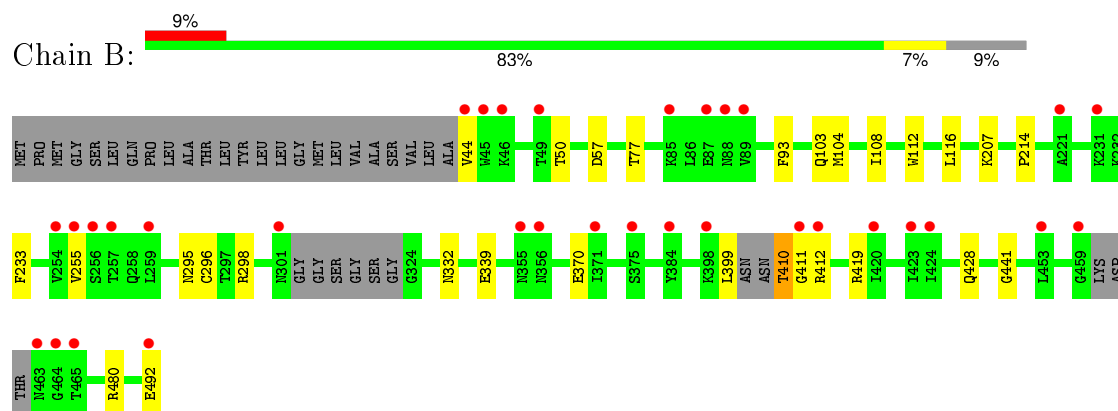 9%
Chain B:
83% 7% 9%
MET PRO MET GLY SER LEU GLN PRO LEU ALA THR LEU TYR LEU LEU GLY MET LEU VAL ALA SER VAL LEU ALA V44 W45 K46 T49 T50 D57 T77 K85 L86 E87 N88 V89 F93 Q103 M104 I108 W112 L116 K207 P214 A221 K231 K232
F233 V254 V255 S256 T257 Q258 L259 N295 C296 T297 R298 N301 GLY GLY SER GLY SER GLY G324 N332 E339 N355 N356 E370 I371 S375 Y384 K398 L399 ASN ASN T410 G411 R412 R419 I420 I423 I424 Q428 G441 L453 G459 LYS ASP
THR N463 G464 T465 R480 E492